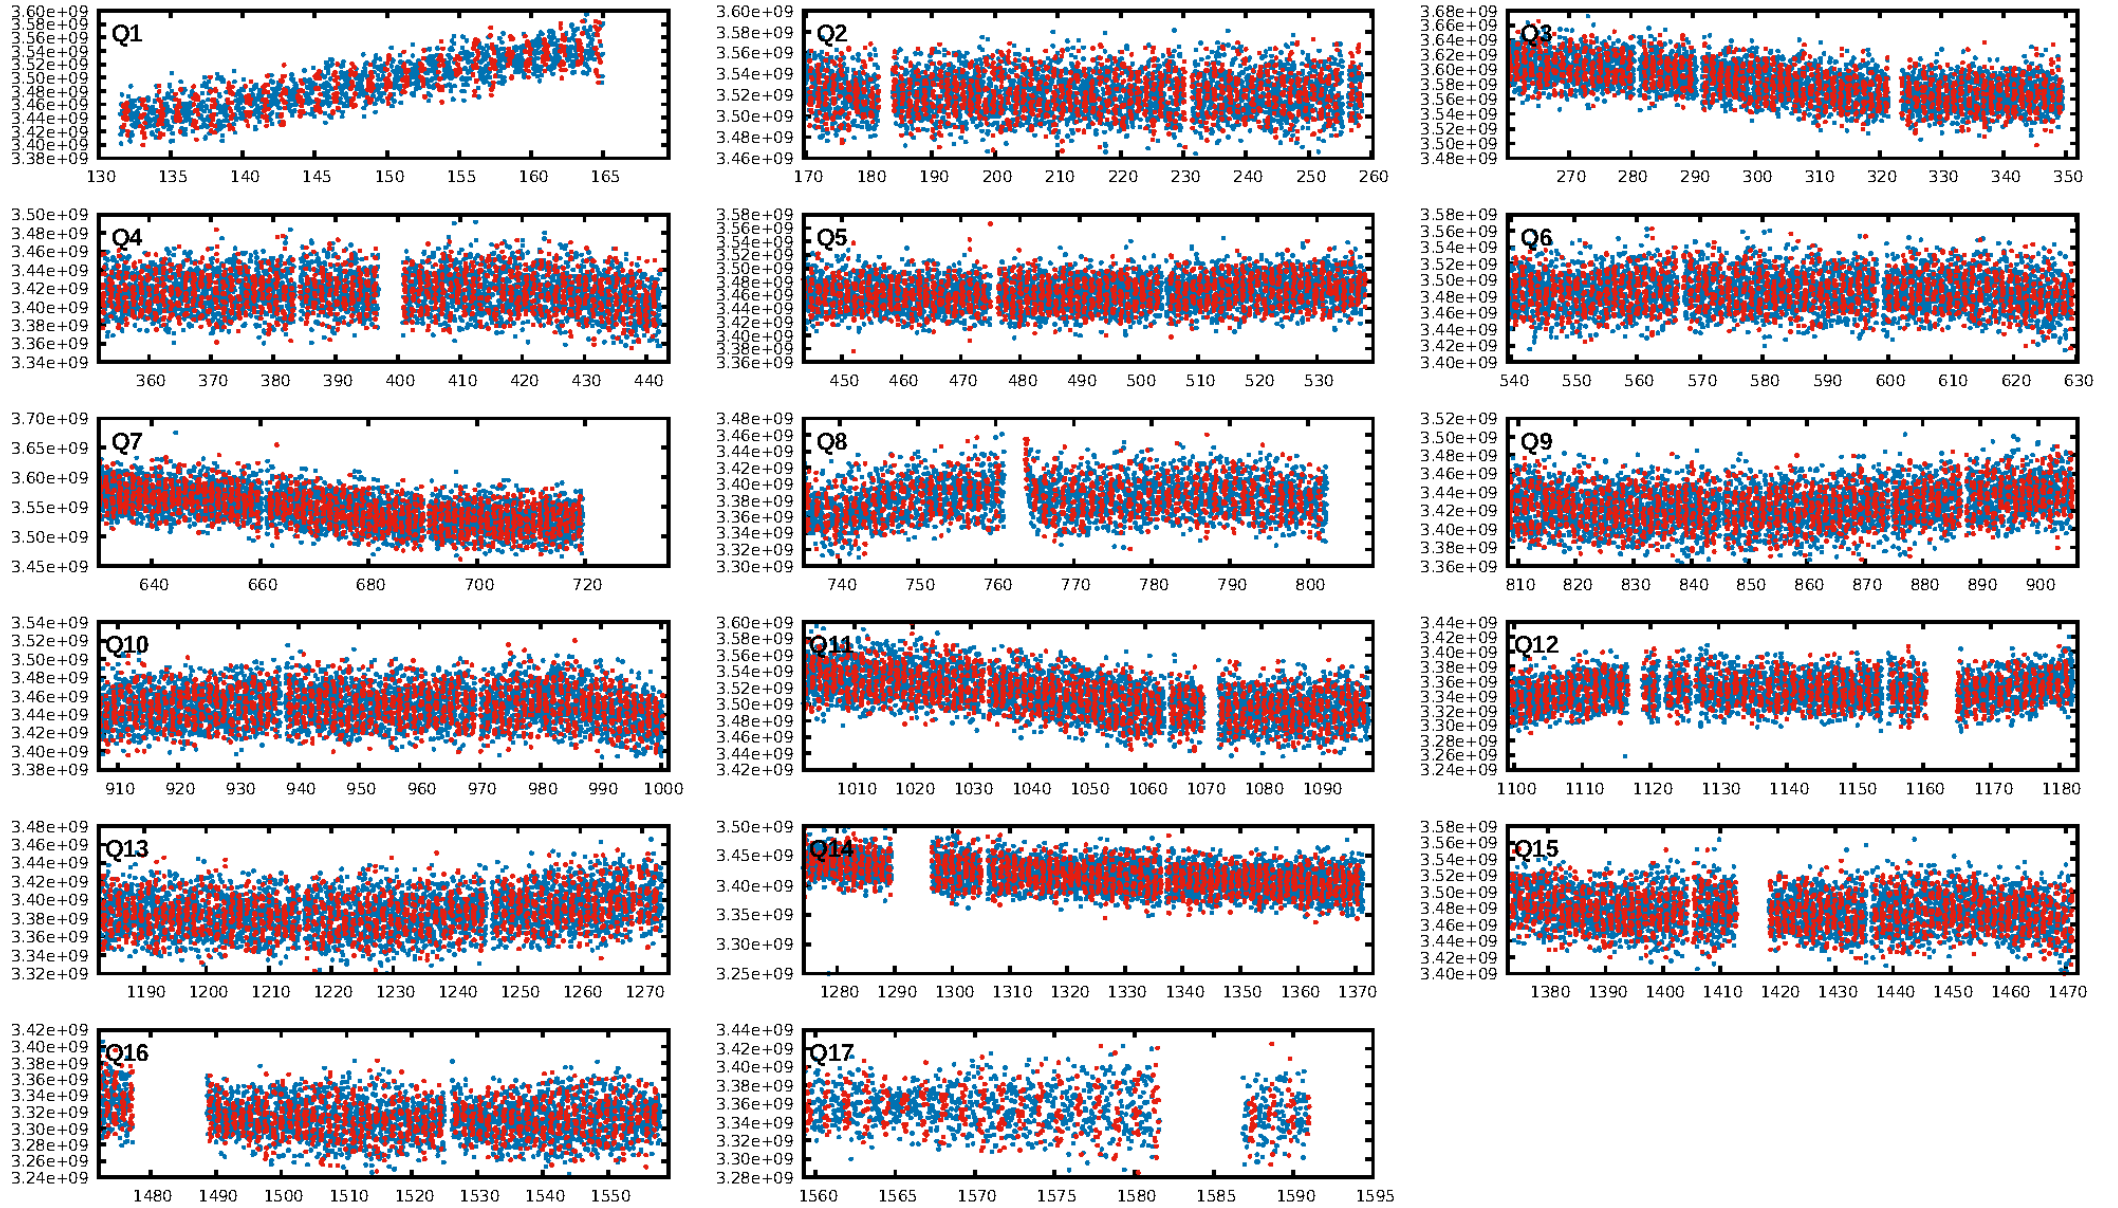 Q1
3.60e+09
3.58e+09
3.56e+09
3.54e+09
3.52e+09
3.50e+09
3.48e+09
3.46e+09
3.44e+09
3.42e+09
3.40e+09
3.38e+09
130 135 140 145 150 155 160 165
Q2
3.60e+09
3.58e+09
3.56e+09
3.54e+09
3.52e+09
3.50e+09
3.48e+09
3.46e+09
170 180 190 200 210 220 230 240 250 260
Q3
3.68e+09
3.66e+09
3.64e+09
3.62e+09
3.60e+09
3.58e+09
3.56e+09
3.54e+09
3.52e+09
3.50e+09
3.48e+09
270 280 290 300 310 320 330 340 350
Q4
3.50e+09
3.48e+09
3.46e+09
3.44e+09
3.42e+09
3.40e+09
3.38e+09
3.36e+09
3.34e+09
360 370 380 390 400 410 420 430 440
Q5
3.58e+09
3.56e+09
3.54e+09
3.52e+09
3.50e+09
3.48e+09
3.46e+09
3.44e+09
3.42e+09
3.40e+09
3.38e+09
3.36e+09
450 460 470 480 490 500 510 520 530
Q6
3.58e+09
3.56e+09
3.54e+09
3.52e+09
3.50e+09
3.48e+09
3.46e+09
3.44e+09
3.42e+09
3.40e+09
540 550 560 570 580 590 600 610 620 630
Q7
3.70e+09
3.65e+09
3.60e+09
3.55e+09
3.50e+09
3.45e+09
640 660 680 700 720
Q8
3.48e+09
3.46e+09
3.44e+09
3.42e+09
3.40e+09
3.38e+09
3.36e+09
3.34e+09
3.32e+09
3.30e+09
740 750 760 770 780 790 800
Q9
3.52e+09
3.50e+09
3.48e+09
3.46e+09
3.44e+09
3.42e+09
3.40e+09
3.38e+09
3.36e+09
810 820 830 840 850 860 870 880 890 900
Q10
3.54e+09
3.52e+09
3.50e+09
3.48e+09
3.46e+09
3.44e+09
3.42e+09
3.40e+09
3.38e+09
910 920 930 940 950 960 970 980 990 1000
Q11
3.60e+09
3.58e+09
3.56e+09
3.54e+09
3.52e+09
3.50e+09
3.48e+09
3.46e+09
3.44e+09
3.42e+09
1010 1020 1030 1040 1050 1060 1070 1080 1090
Q12
3.44e+09
3.42e+09
3.40e+09
3.38e+09
3.36e+09
3.34e+09
3.32e+09
3.30e+09
3.28e+09
3.26e+09
3.24e+09
1100 1110 1120 1130 1140 1150 1160 1170 1180
Q13
3.48e+09
3.46e+09
3.44e+09
3.42e+09
3.40e+09
3.38e+09
3.36e+09
3.34e+09
3.32e+09
1190 1200 1210 1220 1230 1240 1250 1260 1270
Q14
3.50e+09
3.45e+09
3.40e+09
3.35e+09
3.30e+09
3.25e+09
1280 1290 1300 1310 1320 1330 1340 1350 1360 1370
Q15
3.58e+09
3.56e+09
3.54e+09
3.52e+09
3.50e+09
3.48e+09
3.46e+09
3.44e+09
3.42e+09
3.40e+09
1380 1390 1400 1410 1420 1430 1440 1450 1460 1470
Q16
3.42e+09
3.40e+09
3.38e+09
3.36e+09
3.34e+09
3.32e+09
3.30e+09
3.28e+09
3.26e+09
3.24e+09
1480 1490 1500 1510 1520 1530 1540 1550
Q17
3.44e+09
3.42e+09
3.40e+09
3.38e+09
3.36e+09
3.34e+09
3.32e+09
3.30e+09
3.28e+09
1560 1565 1570 1575 1580 1585 1590 1595